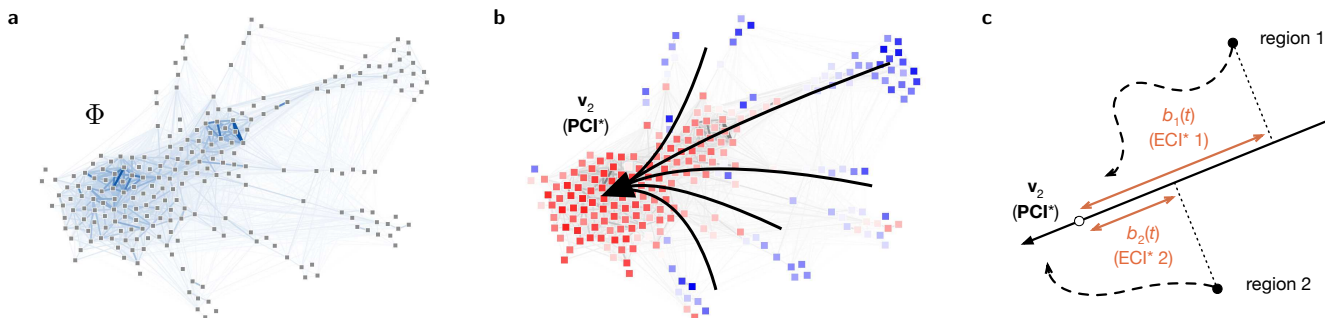 a
Φ
b
v₂
(PCI*)
c
region 1
b₁(t)
(ECI* 1)
v₂
(PCI*)
b₂(t)
(ECI* 2)
region 2